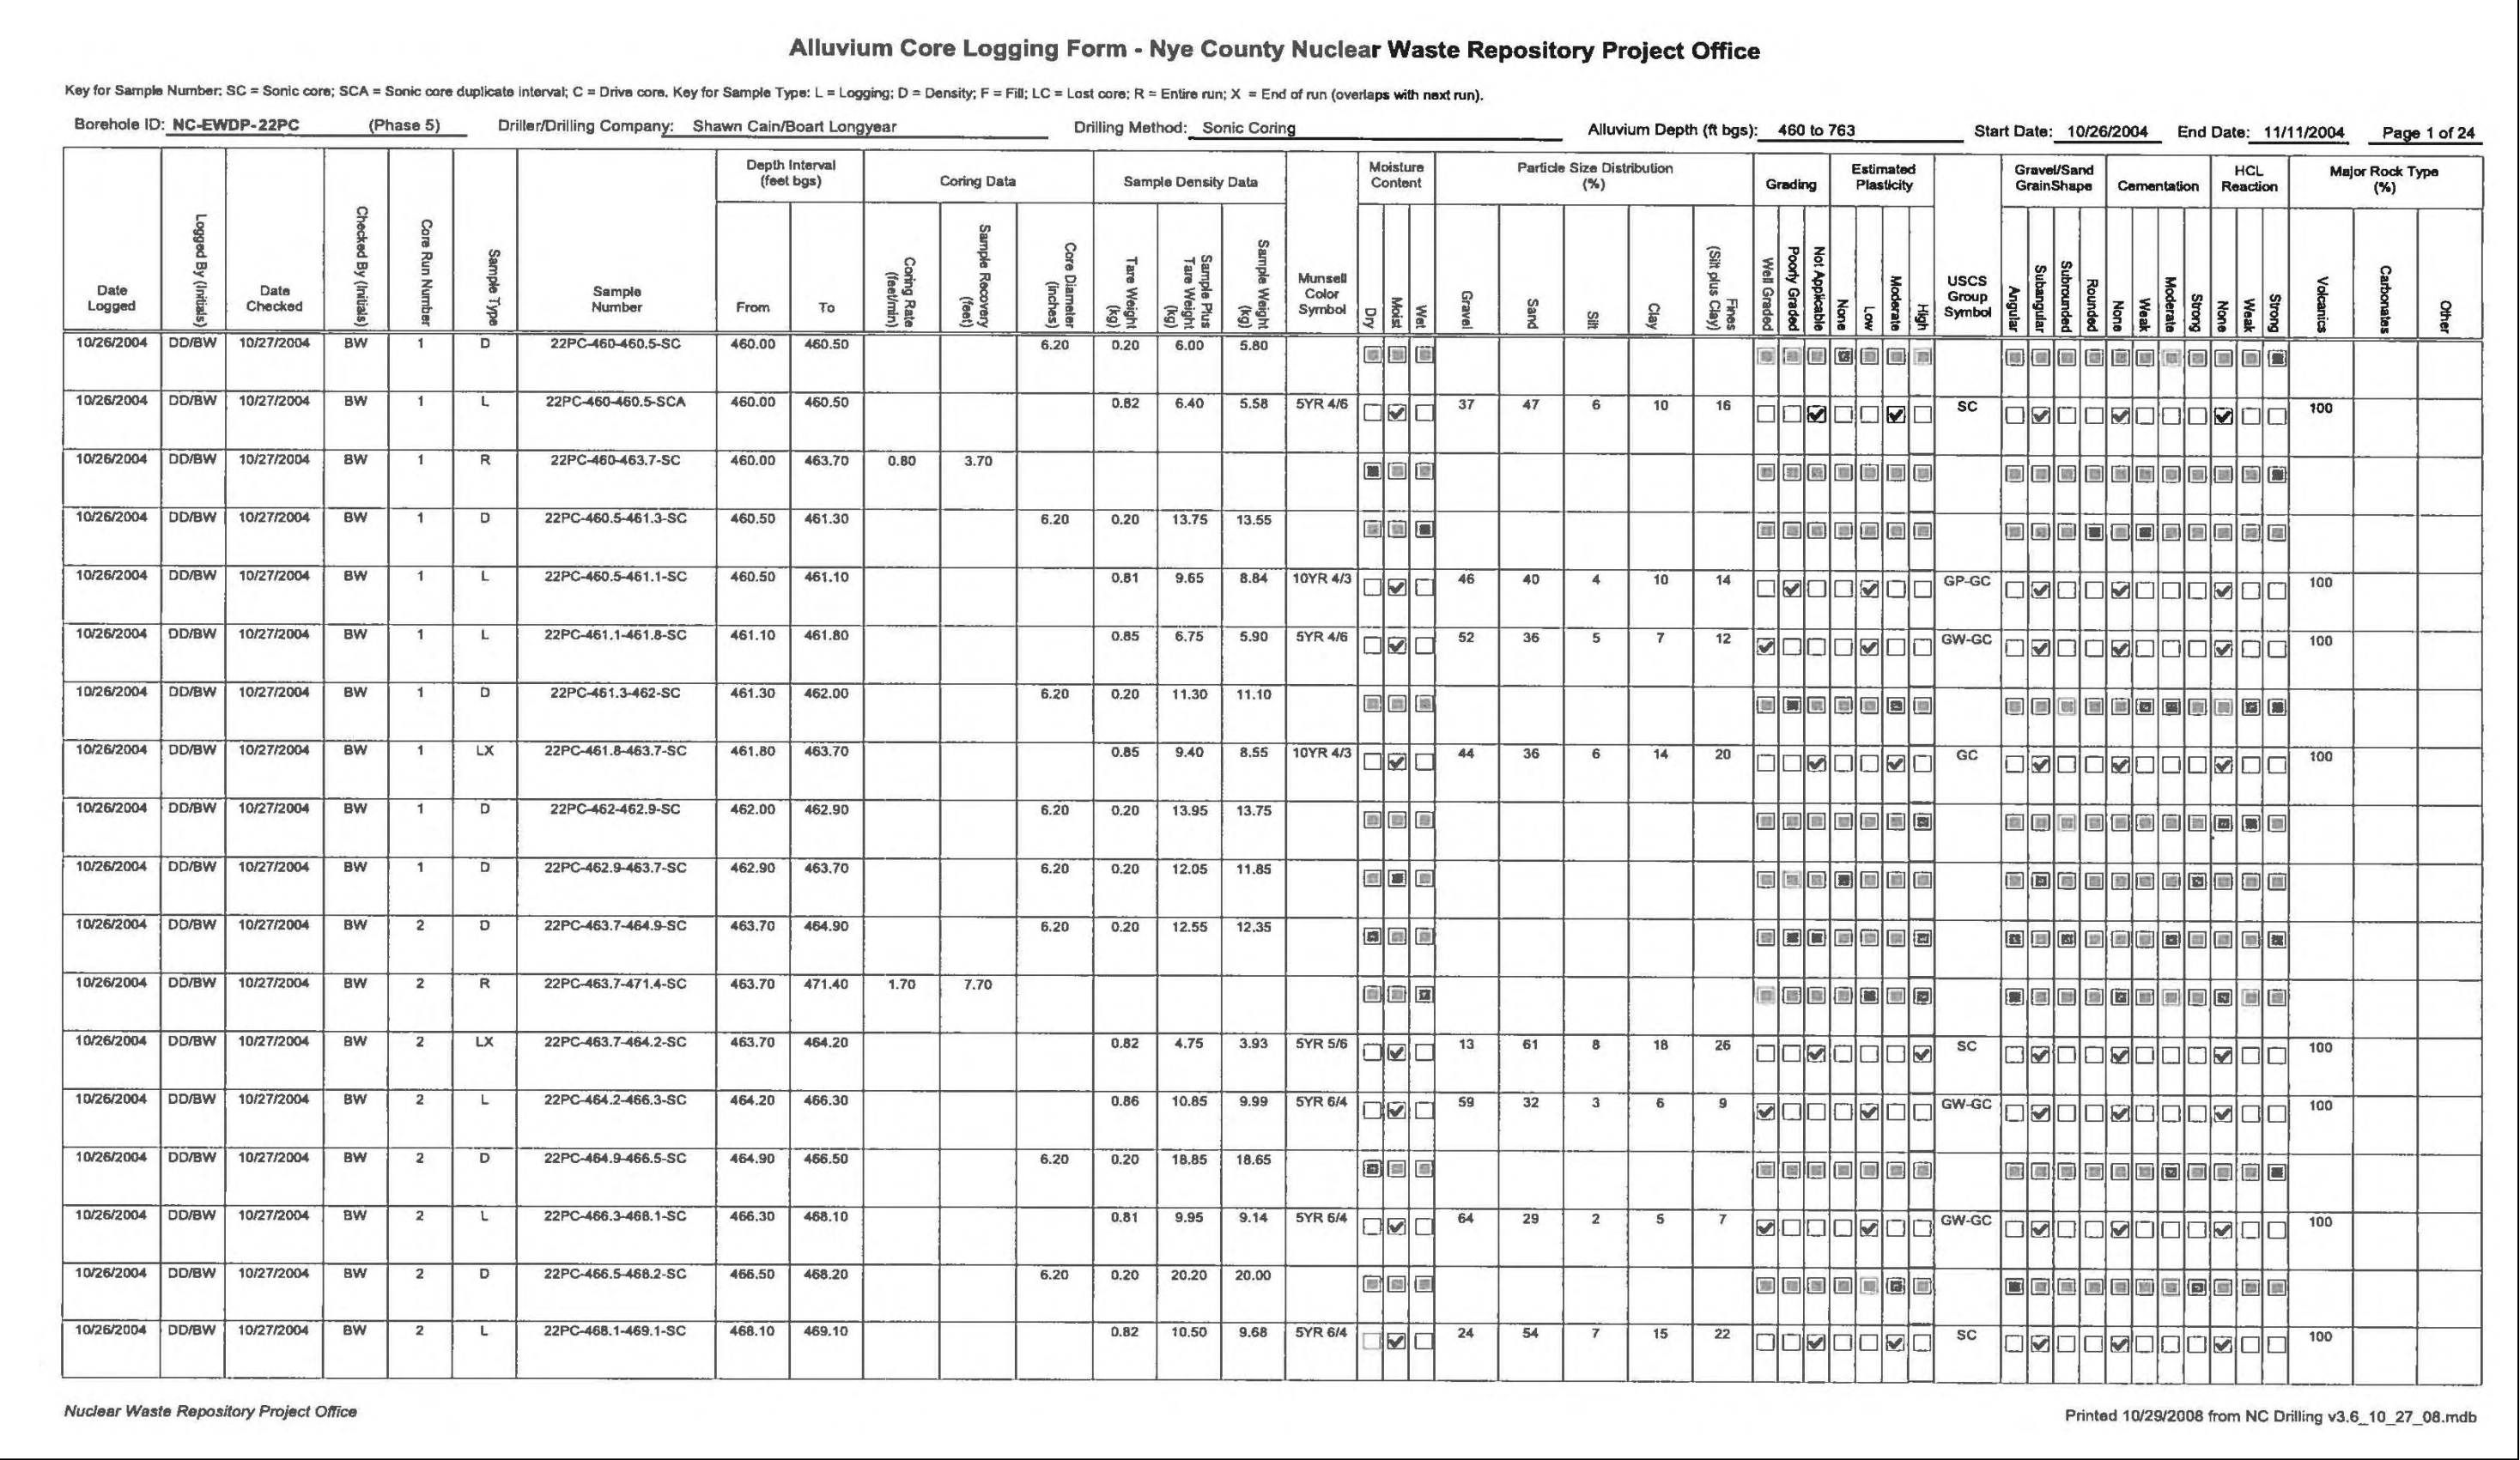 Alluvium Core Logging Form - Nye County Nuclear Waste Repository Project Office
Key for Sample Number: SC = Sonic core; SCA = Sonic core duplicate interval; C = Drive core. Key for Sample Type: L = Logging; D = Density; F = Fill; LC = Lost core; R = Entire run; X = End of run (overlaps with next run).
Borehole ID: NC-EWDP-22PC (Phase 5) Driller/Drilling Company: Shawn Cain/Boart Longyear Drilling Method: Sonic Coring Alluvium Depth (ft bgs): 460 to 763 Start Date: 10/26/2004 End Date: 11/11/2004 Page 1 of 24
Depth Interval (feet bgs) Coring Data Sample Density Data Moisture Content Particle Size Distribution (%) Grading Estimated Plasticity Gravel/Sand GrainShape Cementation HCL Reaction Major Rock Type (%)
Date Logged Logged By (Initials) Date Checked Checked By (Initials) Core Run Number Sample Type Sample Number From To Coring Rate (feet/min) Sample Recovery (feet) Core Diameter (inches) Tare Weight (kg) Sample Plus Tare Weight (kg) Sample Weight (kg) Munsell Color Symbol Dry Moist Wet Gravel Sand Silt Clay Fines (Silt plus Clay) Well Graded Poorly Graded Not Applicable None Low Moderate High USCS Group Symbol Angular Subangular Subrounded Rounded None Weak Moderate Strong None Weak Strong Volcanics Carbonates Other
10/26/2004 DD/BW 10/27/2004 BW 1 D 22PC-460-460.5-SC 460.00 460.50 6.20 0.20 6.00 5.80
10/26/2004 DD/BW 10/27/2004 BW 1 L 22PC-460-460.5-SCA 460.00 460.50 0.82 6.40 5.58 5YR 4/6 37 47 6 10 16 SC 100
10/26/2004 DD/BW 10/27/2004 BW 1 R 22PC-460-463.7-SC 460.00 463.70 0.80 3.70
10/26/2004 DD/BW 10/27/2004 BW 1 D 22PC-460.5-461.3-SC 460.50 461.30 6.20 0.20 13.75 13.55
10/26/2004 DD/BW 10/27/2004 BW 1 L 22PC-460.5-461.1-SC 460.50 461.10 0.81 9.65 8.84 10YR 4/3 46 40 4 10 14 GP-GC 100
10/26/2004 DD/BW 10/27/2004 BW 1 L 22PC-461.1-461.8-SC 461.10 461.80 0.85 6.75 5.90 5YR 4/6 52 36 5 7 12 GW-GC 100
10/26/2004 DD/BW 10/27/2004 BW 1 D 22PC-461.3-462-SC 461.30 462.00 6.20 0.20 11.30 11.10
10/26/2004 DD/BW 10/27/2004 BW 1 LX 22PC-461.8-463.7-SC 461.80 463.70 0.85 9.40 8.55 10YR 4/3 44 36 6 14 20 GC 100
10/26/2004 DD/BW 10/27/2004 BW 1 D 22PC-462-462.9-SC 462.00 462.90 6.20 0.20 13.95 13.75
10/26/2004 DD/BW 10/27/2004 BW 1 D 22PC-462.9-463.7-SC 462.90 463.70 6.20 0.20 12.05 11.85
10/26/2004 DD/BW 10/27/2004 BW 2 D 22PC-463.7-464.9-SC 463.70 464.90 6.20 0.20 12.55 12.35
10/26/2004 DD/BW 10/27/2004 BW 2 R 22PC-463.7-471.4-SC 463.70 471.40 1.70 7.70
10/26/2004 DD/BW 10/27/2004 BW 2 LX 22PC-463.7-464.2-SC 463.70 464.20 0.82 4.75 3.93 5YR 5/6 13 61 8 18 26 SC 100
10/26/2004 DD/BW 10/27/2004 BW 2 L 22PC-464.2-466.3-SC 464.20 466.30 0.86 10.85 9.99 5YR 6/4 59 32 3 6 9 GW-GC 100
10/26/2004 DD/BW 10/27/2004 BW 2 D 22PC-464.9-466.5-SC 464.90 466.50 6.20 0.20 18.85 18.65
10/26/2004 DD/BW 10/27/2004 BW 2 L 22PC-466.3-468.1-SC 466.30 468.10 0.81 9.95 9.14 5YR 6/4 64 29 2 5 7 GW-GC 100
10/26/2004 DD/BW 10/27/2004 BW 2 D 22PC-466.5-468.2-SC 466.50 468.20 6.20 0.20 20.20 20.00
10/26/2004 DD/BW 10/27/2004 BW 2 L 22PC-468.1-469.1-SC 468.10 469.10 0.82 10.50 9.68 5YR 6/4 24 54 7 15 22 SC 100
Nuclear Waste Repository Project Office Printed 10/29/2008 from NC Drilling v3.6_10_27_08.mdb